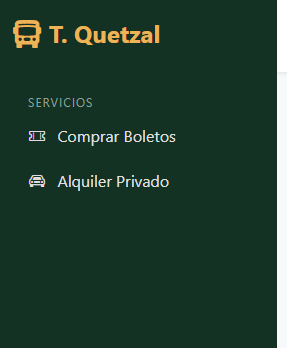 T. Quetzal
SERVICIOS
Comprar Boletos
Alquiler Privado